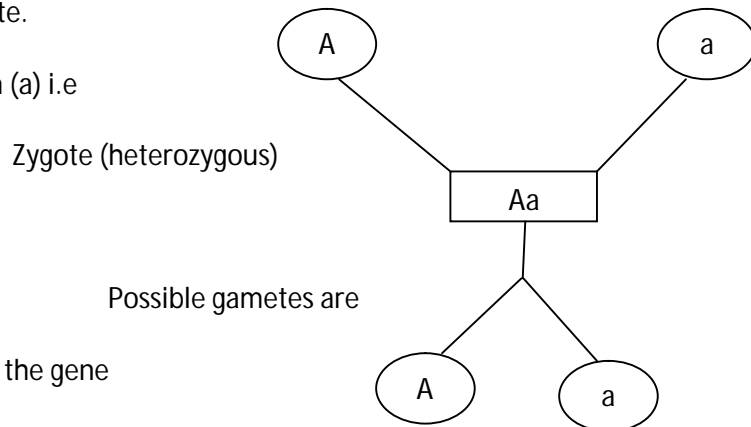 te.
A
a
(a) i.e
Zygote (heterozygous)
Aa
Possible gametes are
the gene
A
a